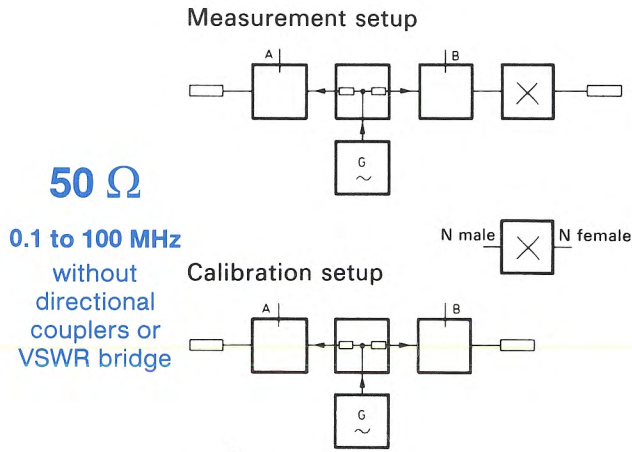 Measurement setup
A
B
G
50 Ω
0.1 to 100 MHz
without
directional
couplers or
VSWR bridge
N male
N female
Calibration setup
A
B
G